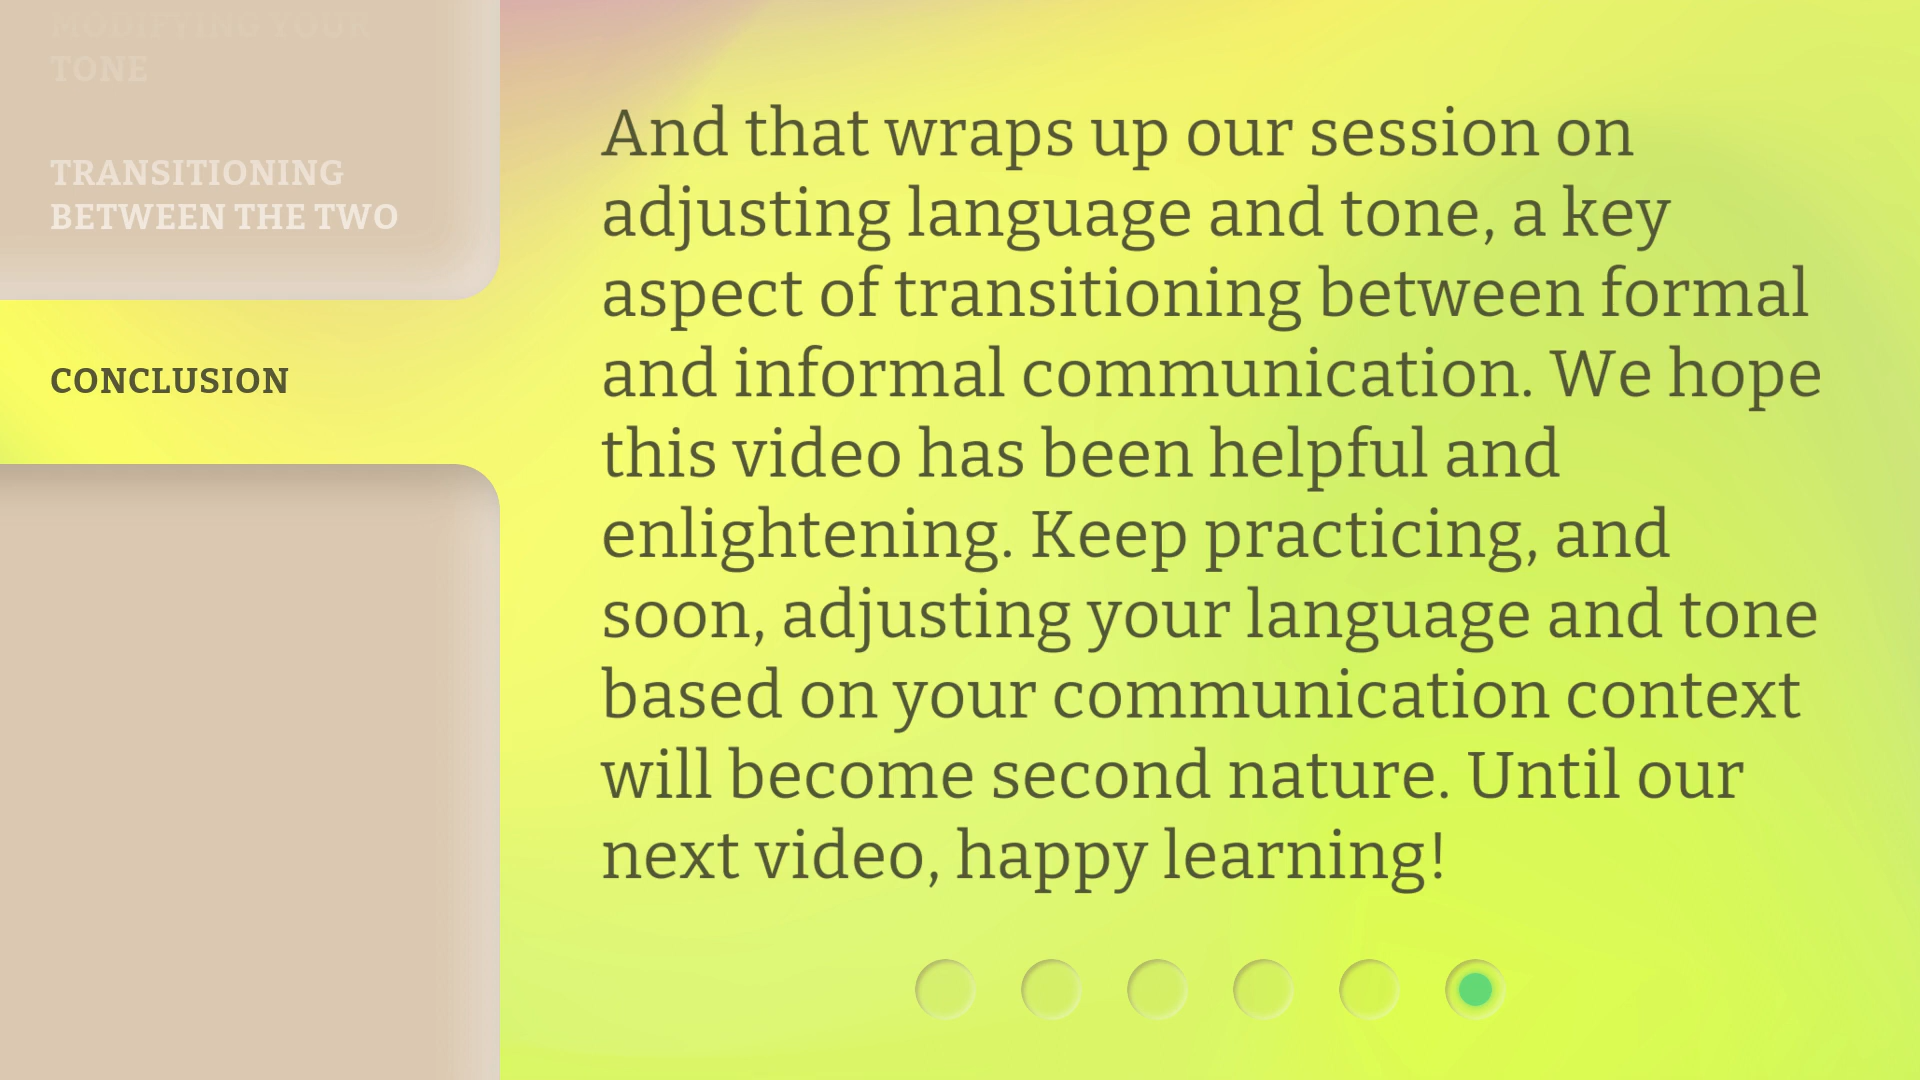 MODIFYING YOUR
TONE
TRANSITIONING
BETWEEN THE TWO
CONCLUSION
And that wraps up our session on
adjusting language and tone, a key
aspect of transitioning between formal
and informal communication. We hope
this video has been helpful and
enlightening. Keep practicing, and
soon, adjusting your language and tone
based on your communication context
will become second nature. Until our
next video, happy learning!